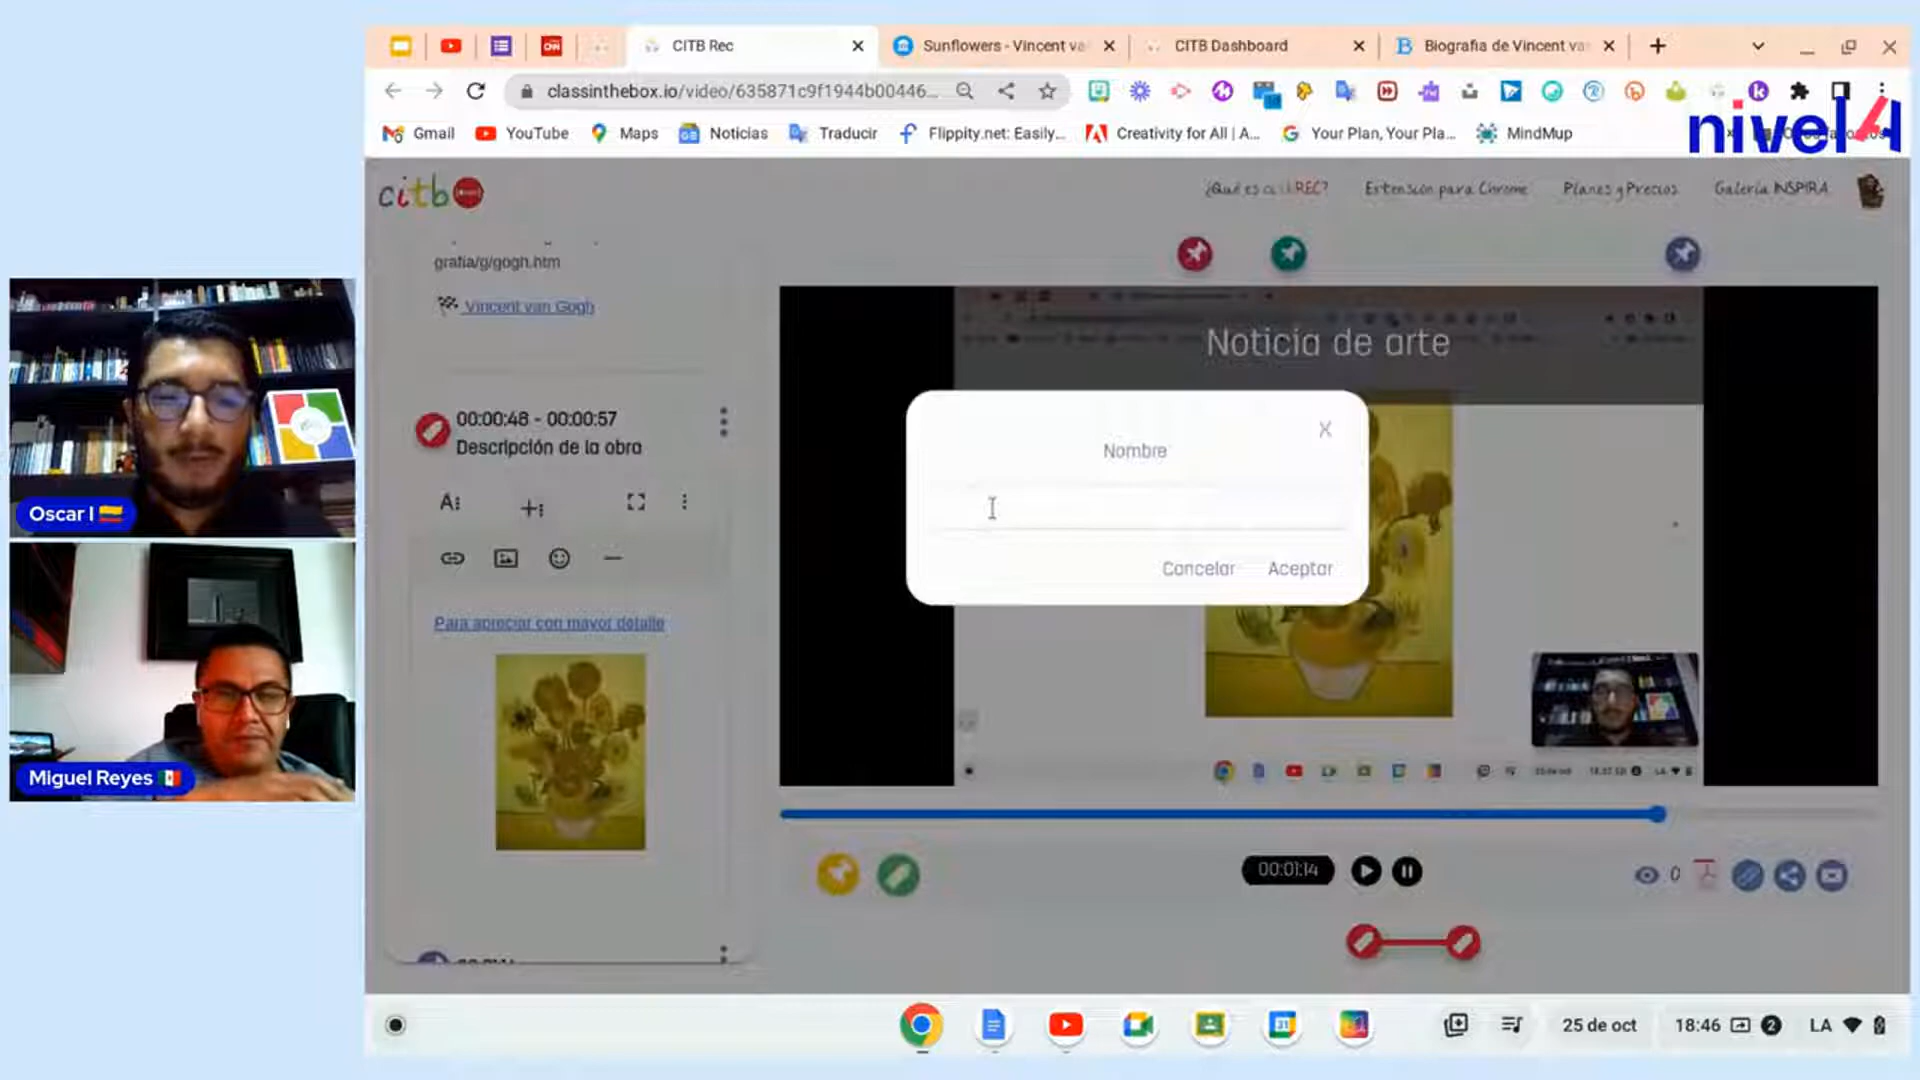 CITB Rec
Sunflowers - Vincent va
CITB Dashboard
Biografia de Vincent va
classinthebox.io/video/635871c9f1944b00446...
Gmail
YouTube
Maps
Noticias
Traducir
Flippity.net: Easily...
Creativity for All | A...
Your Plan, Your Pla...
MindMup
nivel4
citb
¿Qué es citbREC?
Extensión para Chrome
Planes y Precios
Galería INSPIRA
grafia/g/gogh.htm
Vincent van Gogh
00:00:48 - 00:00:57
Descripción de la obra
Para apreciar con mayor detalle
Noticia de arte
Nombre
Cancelar
Aceptar
Oscar I
Miguel Reyes
00:01:14
0
25 de oct
18:46
2
LA